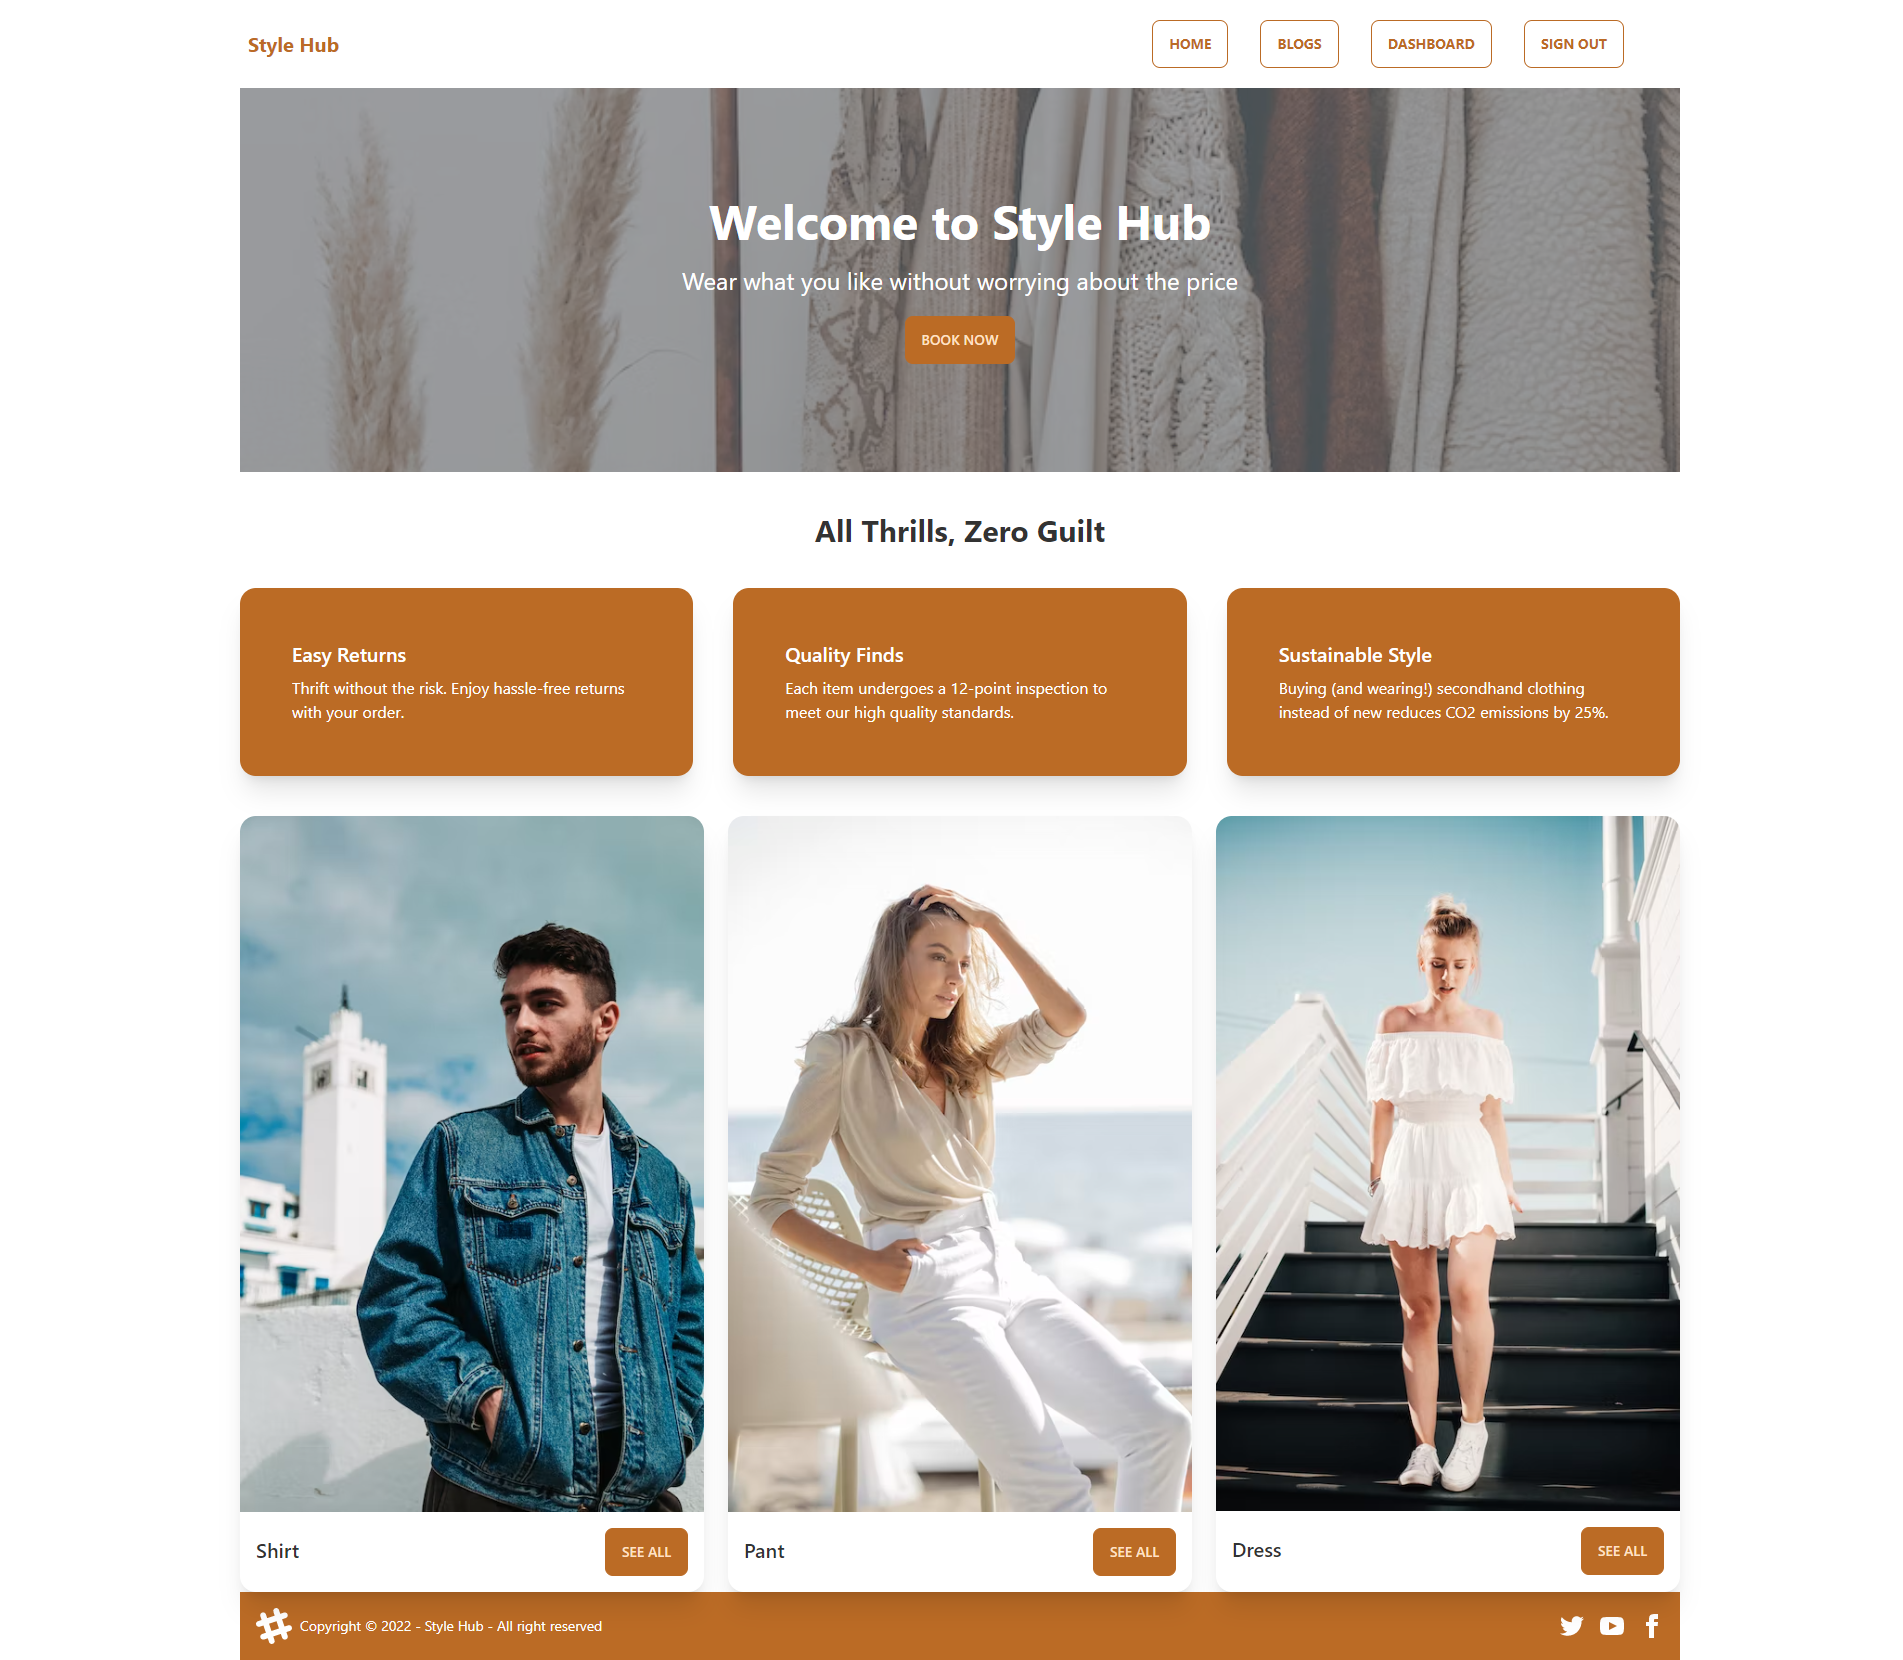 Style Hub
HOME
BLOGS
DASHBOARD
SIGN OUT
Welcome to Style Hub
Wear what you like without worrying about the price
BOOK NOW
All Thrills, Zero Guilt
Easy Returns
Thrift without the risk. Enjoy hassle-free returns
with your order.
Quality Finds
Each item undergoes a 12-point inspection to
meet our high quality standards.
Sustainable Style
Buying (and wearing!) secondhand clothing
instead of new reduces CO2 emissions by 25%.
Shirt
SEE ALL
Pant
SEE ALL
Dress
SEE ALL
Copyright © 2022 - Style Hub - All right reserved